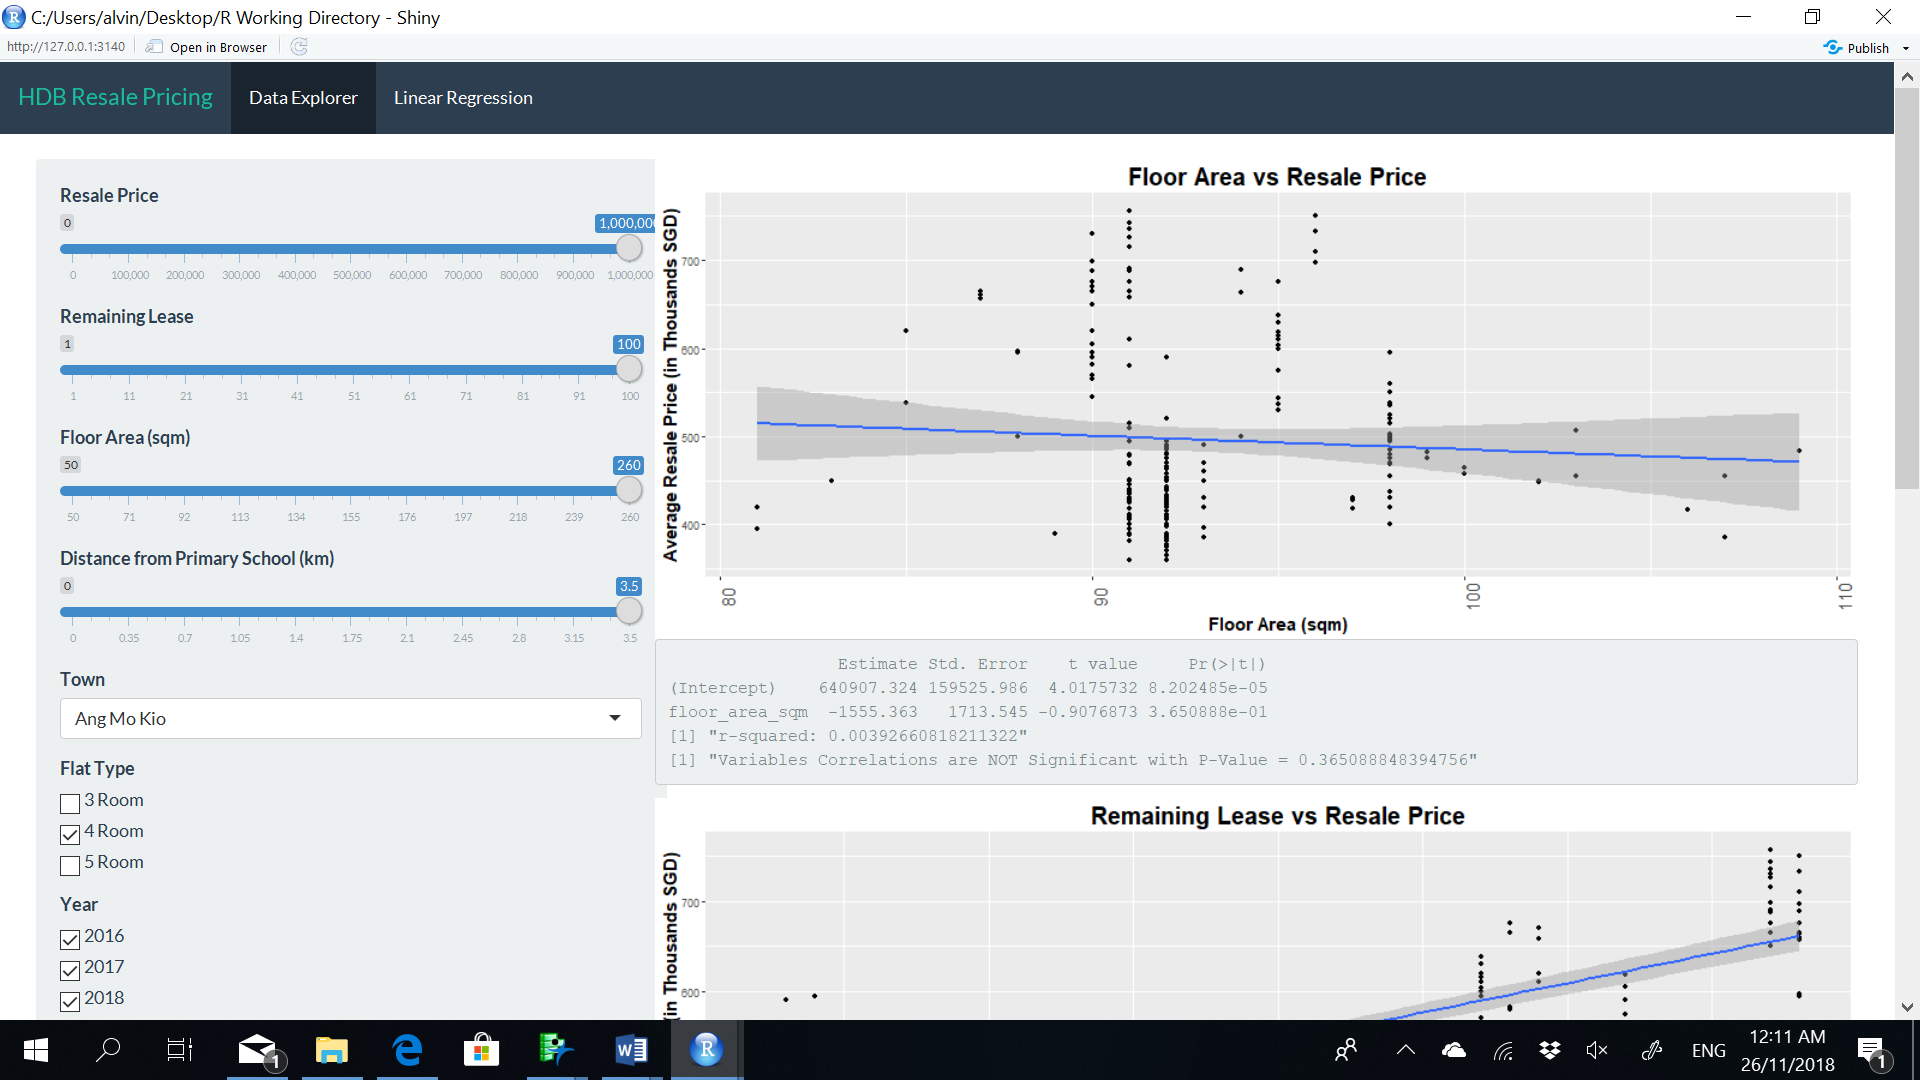 C:/Users/alvin/Desktop/R Working Directory - Shiny
http://127.0.0.1:3140 Open in Browser Publish
HDB Resale Pricing Data Explorer Linear Regression
Resale Price
0 1,000,000
0 100,000 200,000 300,000 400,000 500,000 600,000 700,000 800,000 900,000 1,000,000
Remaining Lease
1 100
1 11 21 31 41 51 61 71 81 91 100
Floor Area (sqm)
50 260
50 71 92 113 134 155 176 197 218 239 260
Distance from Primary School (km)
0 3.5
0 0.35 0.7 1.05 1.4 1.75 2.1 2.45 2.8 3.15 3.5
Town
Ang Mo Kio
Flat Type
3 Room
4 Room
5 Room
Year
2016
2017
2018
Floor Area vs Resale Price
Average Resale Price (in Thousands SGD)
700
600
500
400
80 90 100 110
Floor Area (sqm)
Estimate Std. Error t value Pr(>|t|)
(Intercept) 640907.324 159525.986 4.0175732 8.202485e-05
floor_area_sqm -1555.363 1713.545 -0.9076873 3.650888e-01
[1] "r-squared: 0.00392660818211322"
[1] "Variables Correlations are NOT Significant with P-Value = 0.365088848394756"
Remaining Lease vs Resale Price
(in Thousands SGD)
700
600
1
ENG
12:11 AM
26/11/2018
1